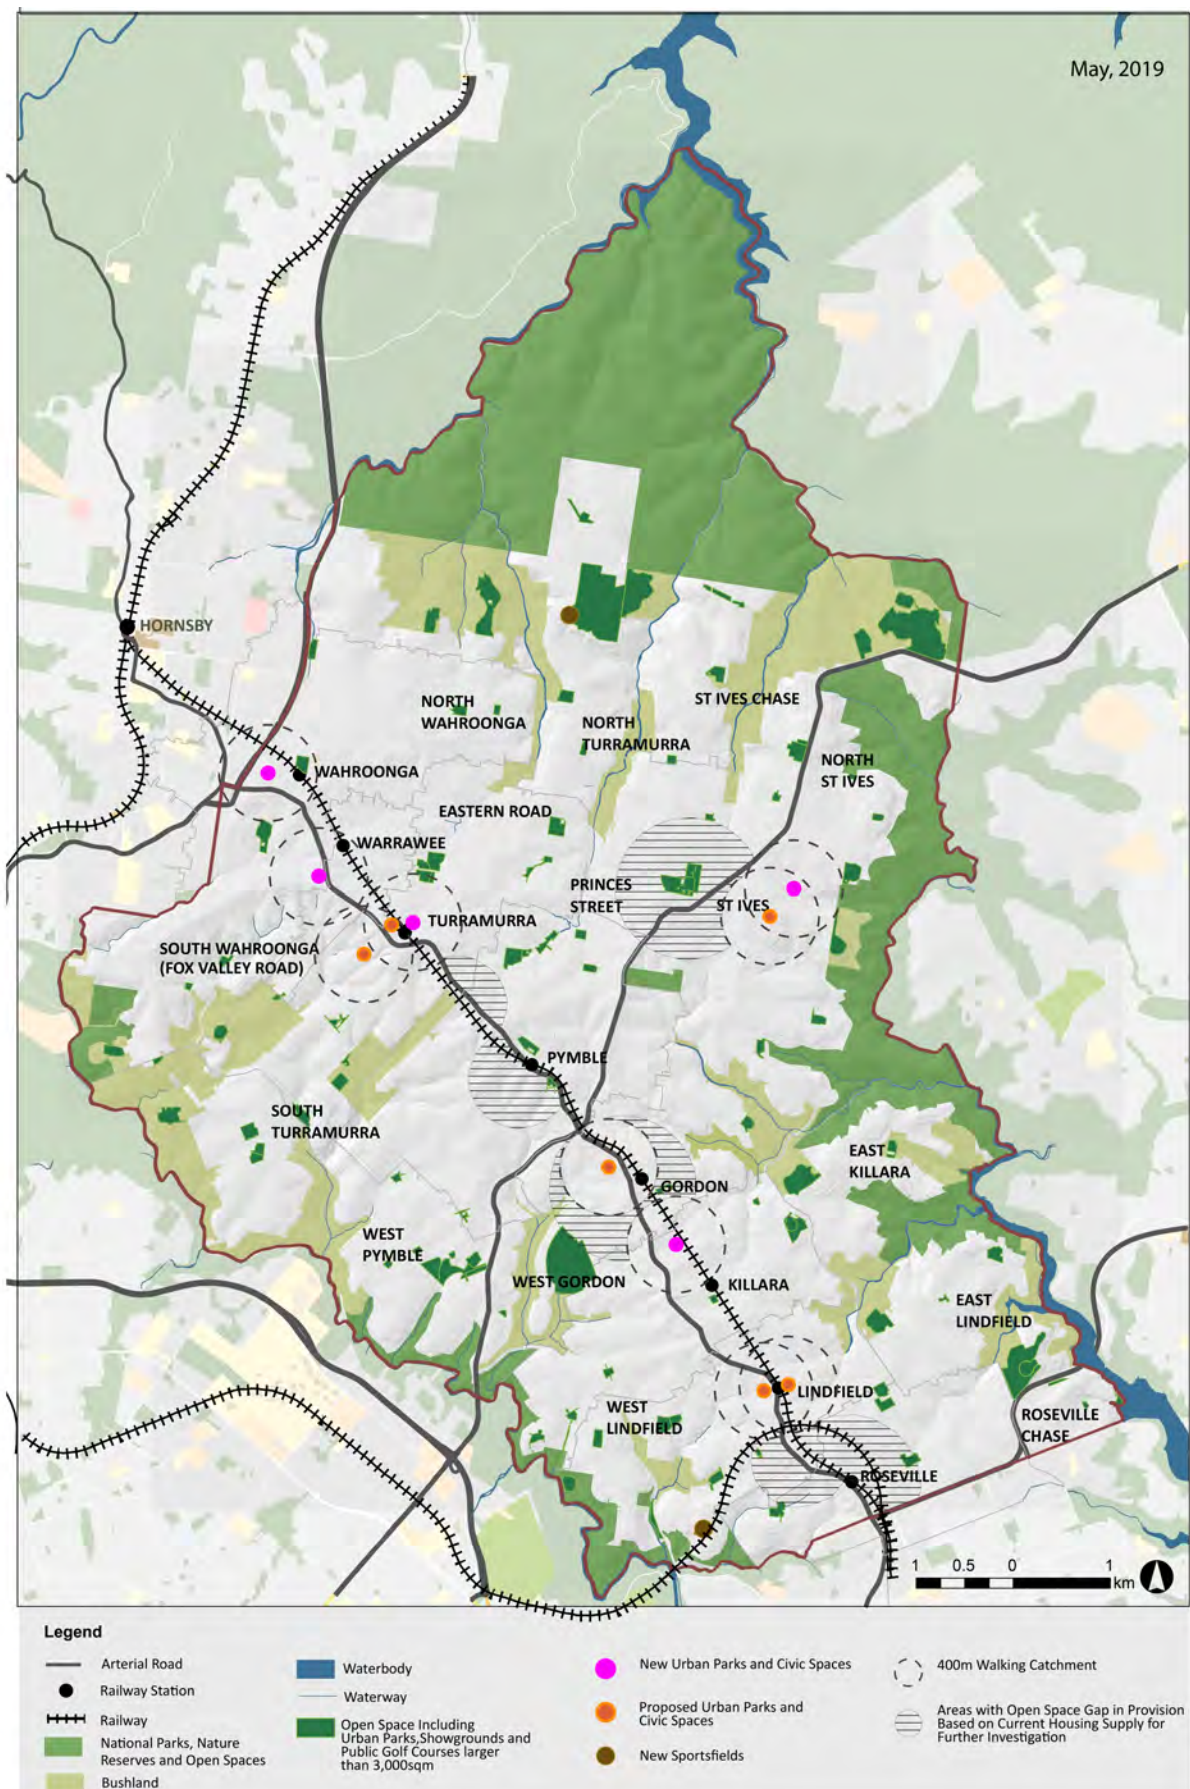 May, 2019
HORNSBY
NORTH
WAHROONGA
ST IVES CHASE
NORTH
TURRAMURRA
NORTH
ST IVES
WAHROONGA
EASTERN ROAD
WARRAWEE
PRINCES
STREET
ST IVES
TURRAMURRA
SOUTH WAHROONGA
(FOX VALLEY ROAD)
PYMBLE
SOUTH
TURRAMURRA
EAST
KILLARA
GORDON
WEST
PYMBLE
WEST GORDON
KILLARA
EAST
LINDFIELD
LINDFIELD
WEST
LINDFIELD
ROSEVILLE
CHASE
ROSEVILLE
1 0.5 0 1
km
Legend
Arterial Road
Railway Station
Railway
National Parks, Nature
Reserves and Open Spaces
Bushland
Waterbody
Waterway
Open Space Including
Urban Parks,Showgrounds and
Public Golf Courses larger
than 3,000sqm
New Urban Parks and Civic Spaces
Proposed Urban Parks and
Civic Spaces
New Sportsfields
400m Walking Catchment
Areas with Open Space Gap in Provision
Based on Current Housing Supply for
Further Investigation